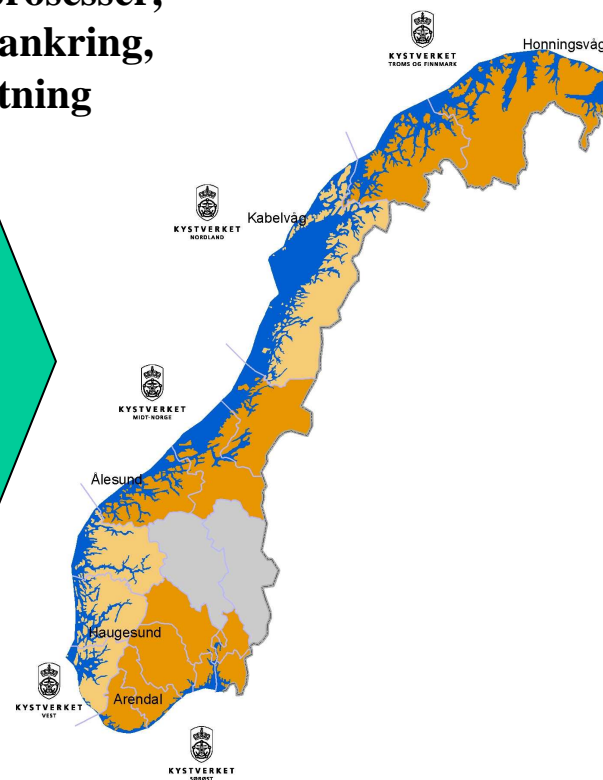 rosesser,
ankring,
tning
KYSTVERKET
TROMS OG FINNMARK
Honningsvåg
KYSTVERKET
NORDLAND
Kabelvåg
KYSTVERKET
MIDT-NORGE
Ålesund
Haugesund
KYSTVERKET
VEST
Arendal
KYSTVERKET
SØRØST